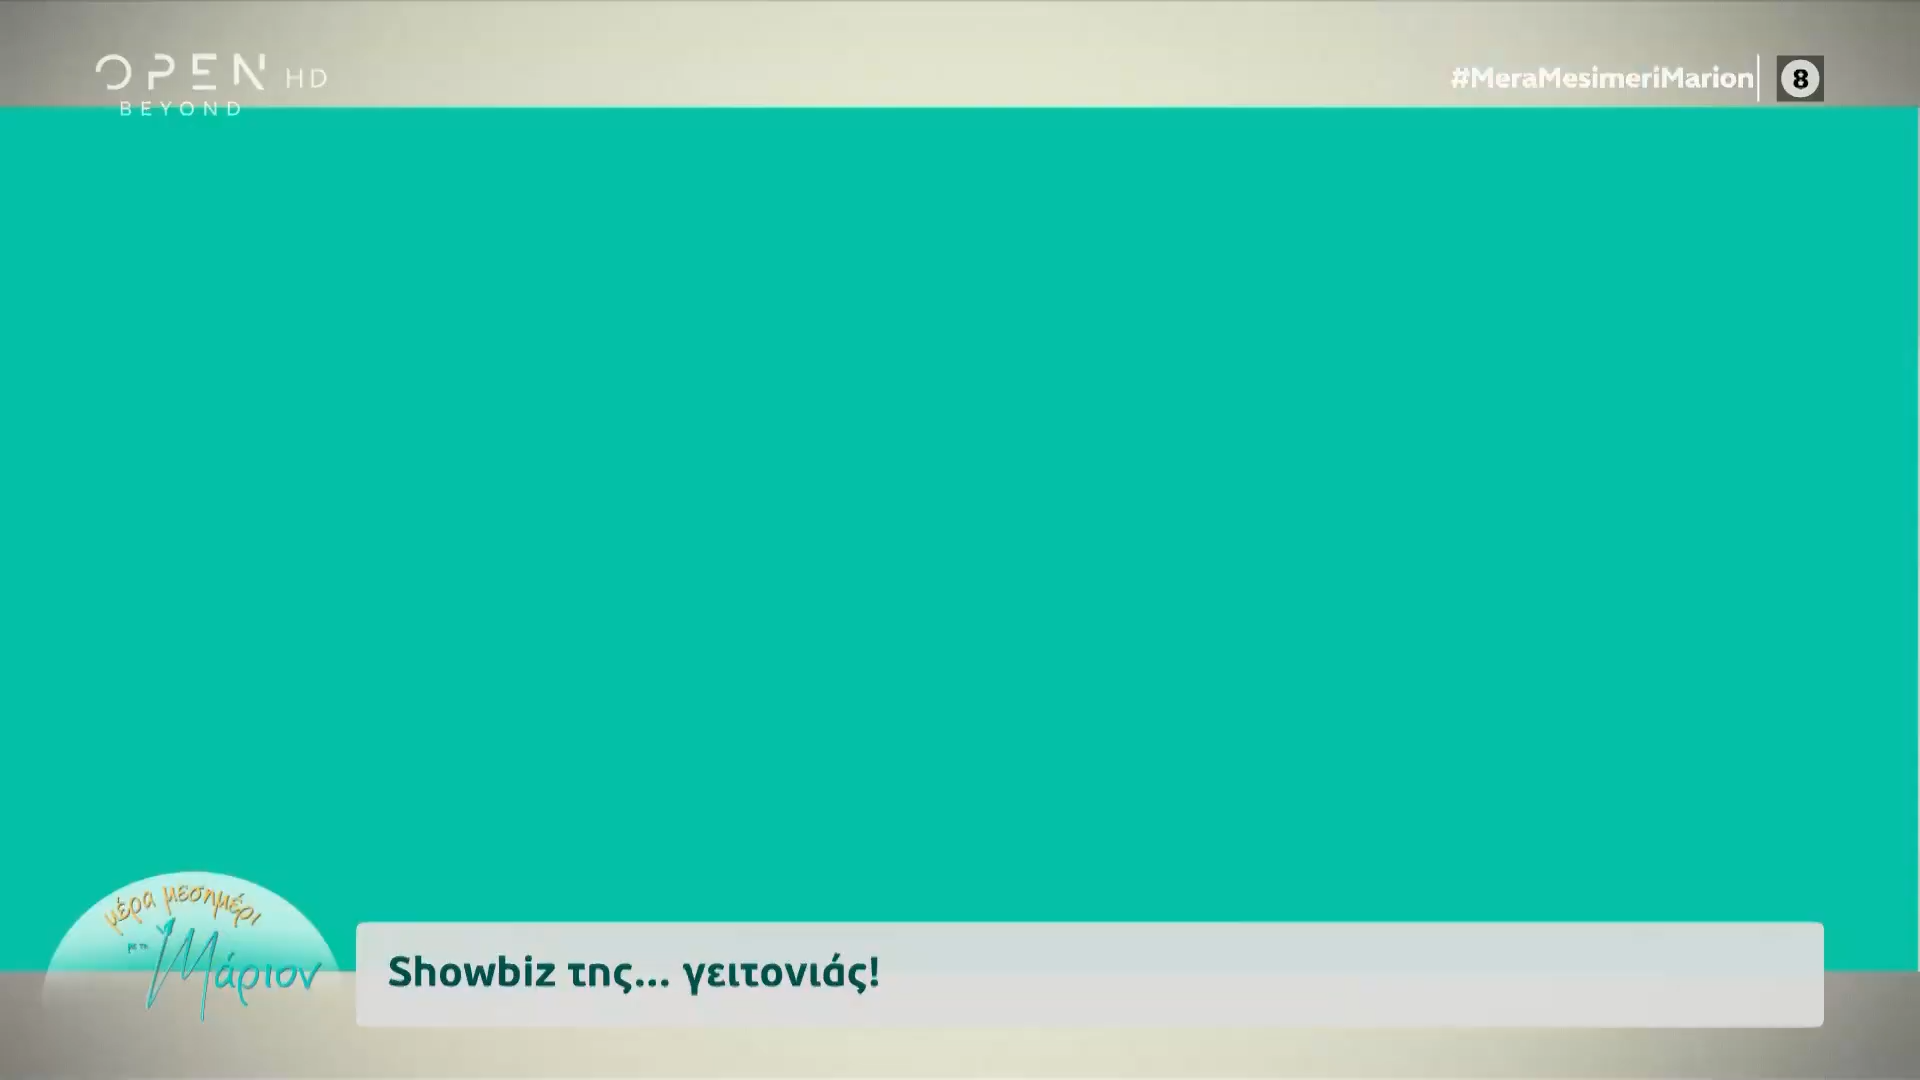 OPEN HD
BEYOND
#MeraMesimeriMarion
8
μέρα μεσημέρι
με τη
Μάριον
Showbiz της... γειτονιάς!